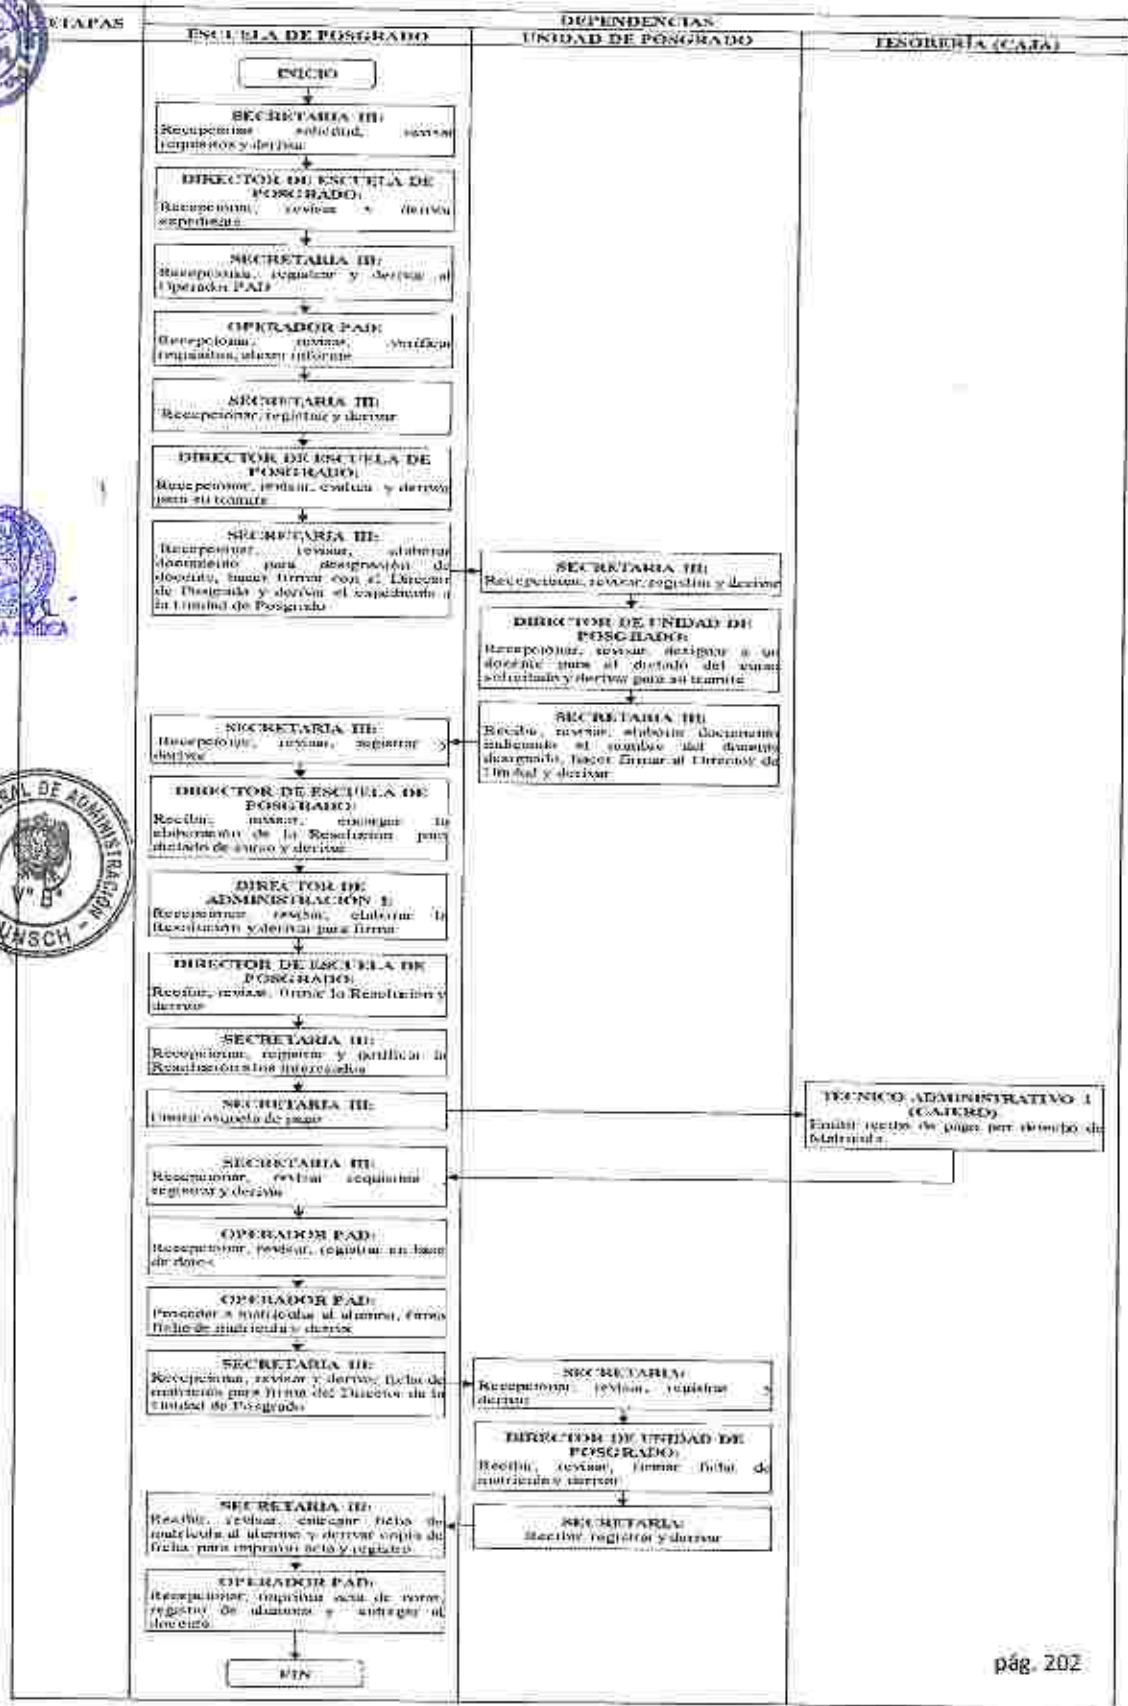 ETAPAS
DEPENDENCIAS
ESCUELA DE POSGRADO
UNIDAD DE POSGRADO
TESORERÍA (CAJA)
INICIO
SECRETARIA III:
Recepcionar solicitud, revisar
requisitos y derivar
DIRECTOR DE ESCUELA DE
POSGRADO:
Recepcionar, revisar y derivar
expediente
SECRETARIA III:
Recepcionar, registrar y derivar al
Operador PAD
OPERADOR PAD:
Recepcionar, revisar, verificar
requisitos, informe
SECRETARIA III:
Recepcionar, registrar y derivar
DIRECTOR DE ESCUELA DE
POSGRADO:
Recepcionar, revisar, evaluar y derivar
para su trámite
SECRETARIA III:
Recepcionar, revisar, elaborar
documento para designación de
docente, hacer firmar con el Director
de Posgrado y derivar el expediente a
la Unidad de Posgrado
SECRETARIA III:
Recepcionar, revisar, registrar y derivar
DIRECTOR DE UNIDAD DE
POSGRADO:
Recepcionar, revisar, designar a un
docente para el dictado del curso
solicitado y derivar para su trámite
SECRETARIA III:
Recibir, revisar, elaborar documento
indicando el nombre del docente
designado, hacer firmar al Director de
Unidad y derivar
SECRETARIA III:
Recepcionar, revisar, registrar y
derivar
DIRECTOR DE ESCUELA DE
POSGRADO:
Recibir, revisar, encargar la
elaboración de la Resolución para
dictado de curso y derivar
DIRECTOR DE
ADMINISTRACIÓN I:
Recepcionar revisar, elaborar la
Resolución y derivar para firma
DIRECTOR DE ESCUELA DE
POSGRADO:
Recibir, revisar, firmar la Resolución y
derivar
SECRETARIA III:
Recepcionar, registrar y notificar la
Resolución a los interesados
SECRETARIA III:
Emitir esquela de pago
TÉCNICO ADMINISTRATIVO I
(CAJERO)
Emitir recibo de pago por derecho de
Matrícula.
SECRETARIA III:
Recepcionar, revisar requisitos
registrar y derivar
OPERADOR PAD:
Recepcionar, revisar, registrar en base
de datos
OPERADOR PAD:
Proceder a matricular al alumno, firma
ficha de matrícula y derivar
SECRETARIA III:
Recepcionar, revisar y derivar ficha de
matrícula para firma del Director de la
Unidad de Posgrado
SECRETARIA:
Recepcionar, revisar, registrar y
derivar
DIRECTOR DE UNIDAD DE
POSGRADO:
Recibir, revisar, firmar ficha de
matrícula y derivar
SECRETARIA:
Recibir, registrar y derivar
SECRETARIA III:
Recibir, revisar, entregar ficha de
matrícula al alumno y derivar copia de
ficha para imprimir acta y registro
OPERADOR PAD:
Recepcionar, imprimir acta de notas,
registro de alumnos y entregar al
docente.
FIN
DE ADMINISTRACIÓN
Vº Bº
UNSCH
pág. 202